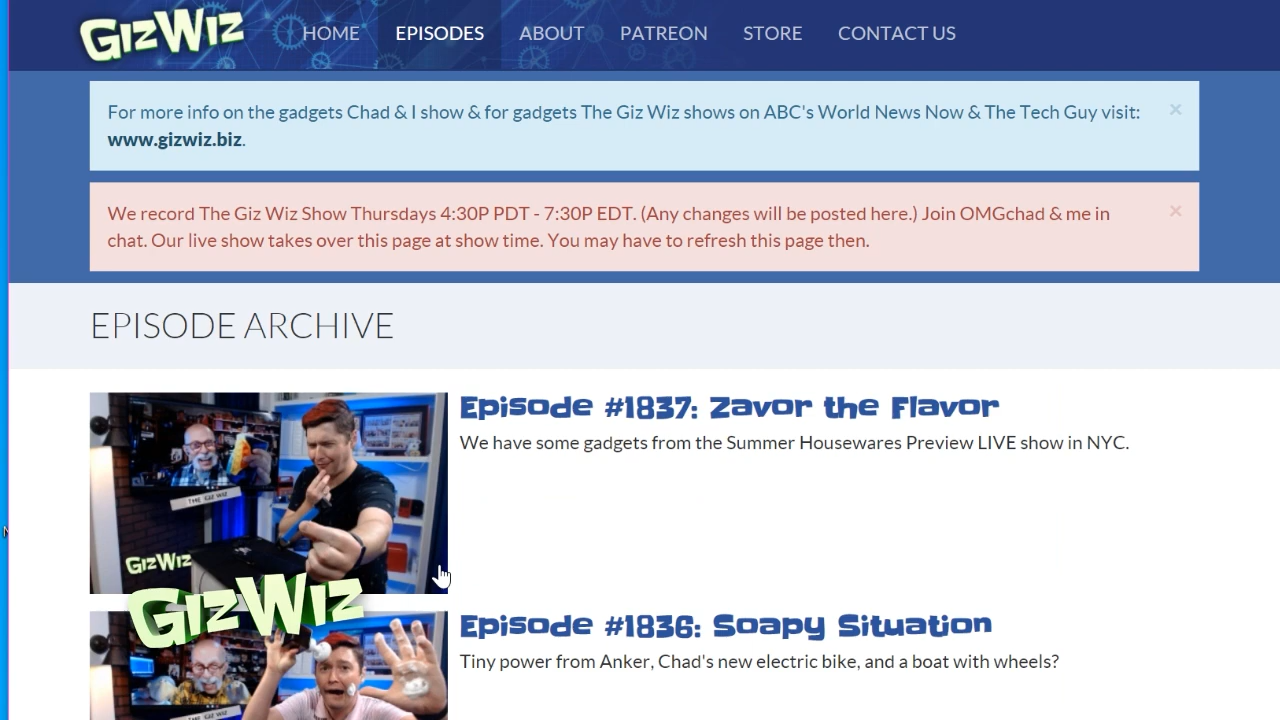 GizWiz
HOME EPISODES ABOUT PATREON STORE CONTACT US
For more info on the gadgets Chad & I show & for gadgets The Giz Wiz shows on ABC's World News Now & The Tech Guy visit: ×
www.gizwiz.biz.
We record The Giz Wiz Show Thursdays 4:30P PDT - 7:30P EDT. (Any changes will be posted here.) Join OMGchad & me in ×
chat. Our live show takes over this page at show time. You may have to refresh this page then.
EPISODE ARCHIVE
Episode #1837: Zavor the Flavor
We have some gadgets from the Summer Housewares Preview LIVE show in NYC.
THE GIZ WIZ
GizWiz
GizWiz
Episode #1836: Soapy Situation
Tiny power from Anker, Chad's new electric bike, and a boat with wheels?
THE GIZ WIZ